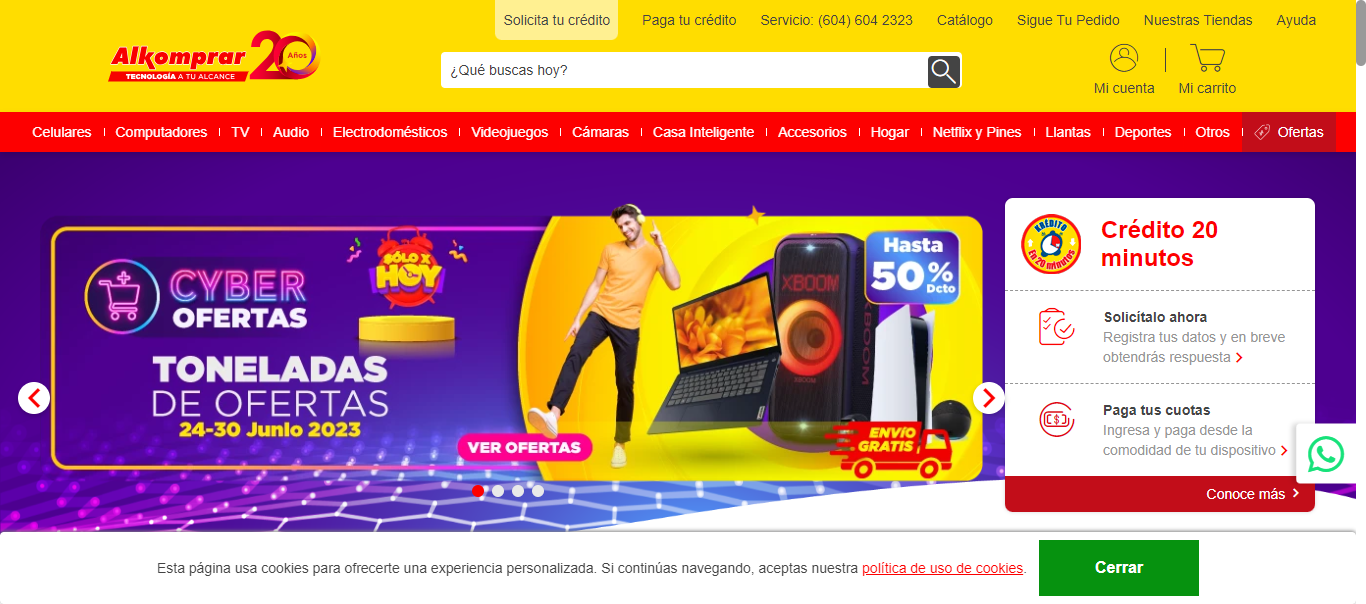 Solicita tu crédito
Paga tu crédito
Servicio: (604) 604 2323
Catálogo
Sigue Tu Pedido
Nuestras Tiendas
Ayuda
Alkomprar 20 Años
TECNOLOGÍA A TU ALCANCE
¿Qué buscas hoy?
Mi cuenta
Mi carrito
Celulares
Computadores
TV
Audio
Electrodomésticos
Videojuegos
Cámaras
Casa Inteligente
Accesorios
Hogar
Netflix y Pines
Llantas
Deportes
Otros
Ofertas
CYBER
OFERTAS
SÓLO X
HOY
TONELADAS
DE OFERTAS
24-30 Junio 2023
VER OFERTAS
XBOOM
XBOOM
XBOOM
Hasta
50% Dcto
ENVÍO
GRATIS
KRÉDITO
En 20 minutos
Crédito 20
minutos
Solicítalo ahora
Registra tus datos y en breve
obtendrás respuesta
Paga tus cuotas
Ingresa y paga desde la
comodidad de tu dispositivo
Conoce más
Esta página usa cookies para ofrecerte una experiencia personalizada. Si continúas navegando, aceptas nuestra política de uso de cookies.
Cerrar